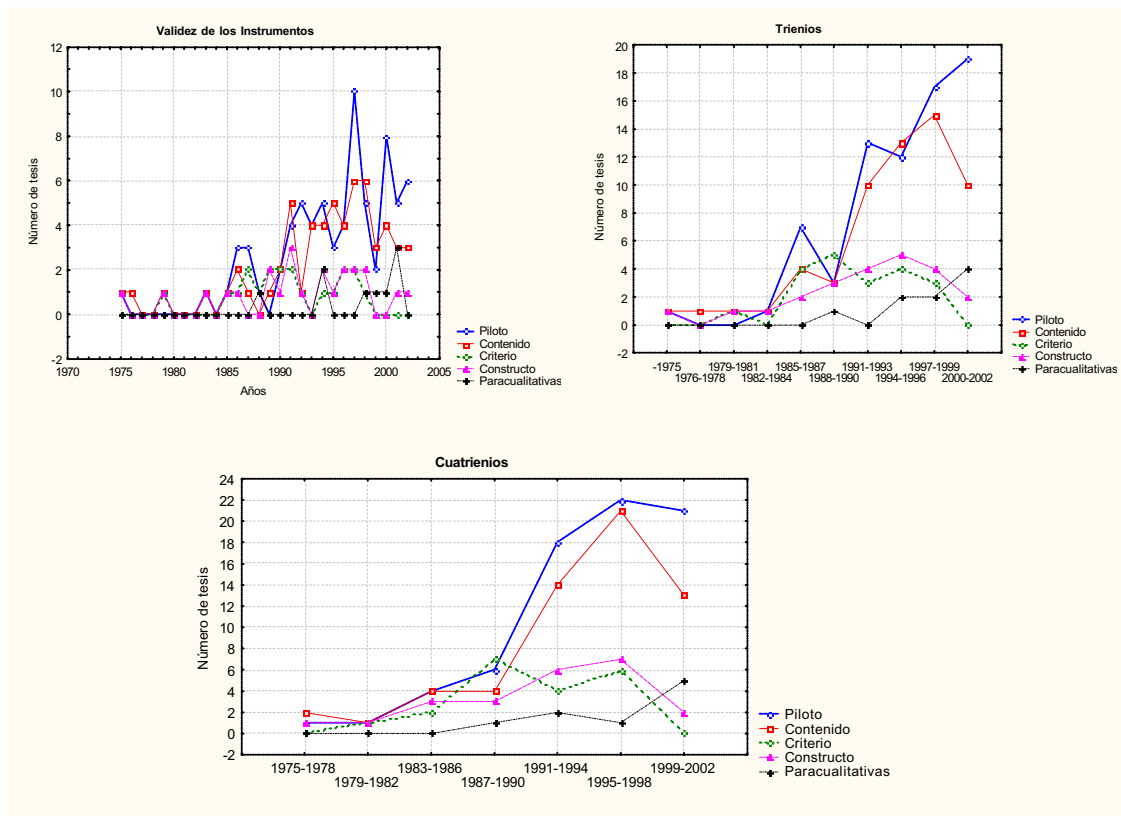 Validez de los Instrumentos
Número de tesis
12
10
8
6
4
2
0
-2
1970 1975 1980 1985 1990 1995 2000 2005
Años
Piloto
Contenido
Criterio
Constructo
Paracualitativas
Trienios
Número de tesis
20
18
16
14
12
10
8
6
4
2
0
-2
-1975 1979-1981 1985-1987 1991-1993 1997-1999
1976-1978 1982-1984 1988-1990 1994-1996 2000-2002
Piloto
Contenido
Criterio
Constructo
Paracualitativas
Cuatrienios
Número de tesis
24
22
20
18
16
14
12
10
8
6
4
2
0
-2
1975-1978 1983-1986 1991-1994 1999-2002
1979-1982 1987-1990 1995-1998
Piloto
Contenido
Criterio
Constructo
Paracualitativas